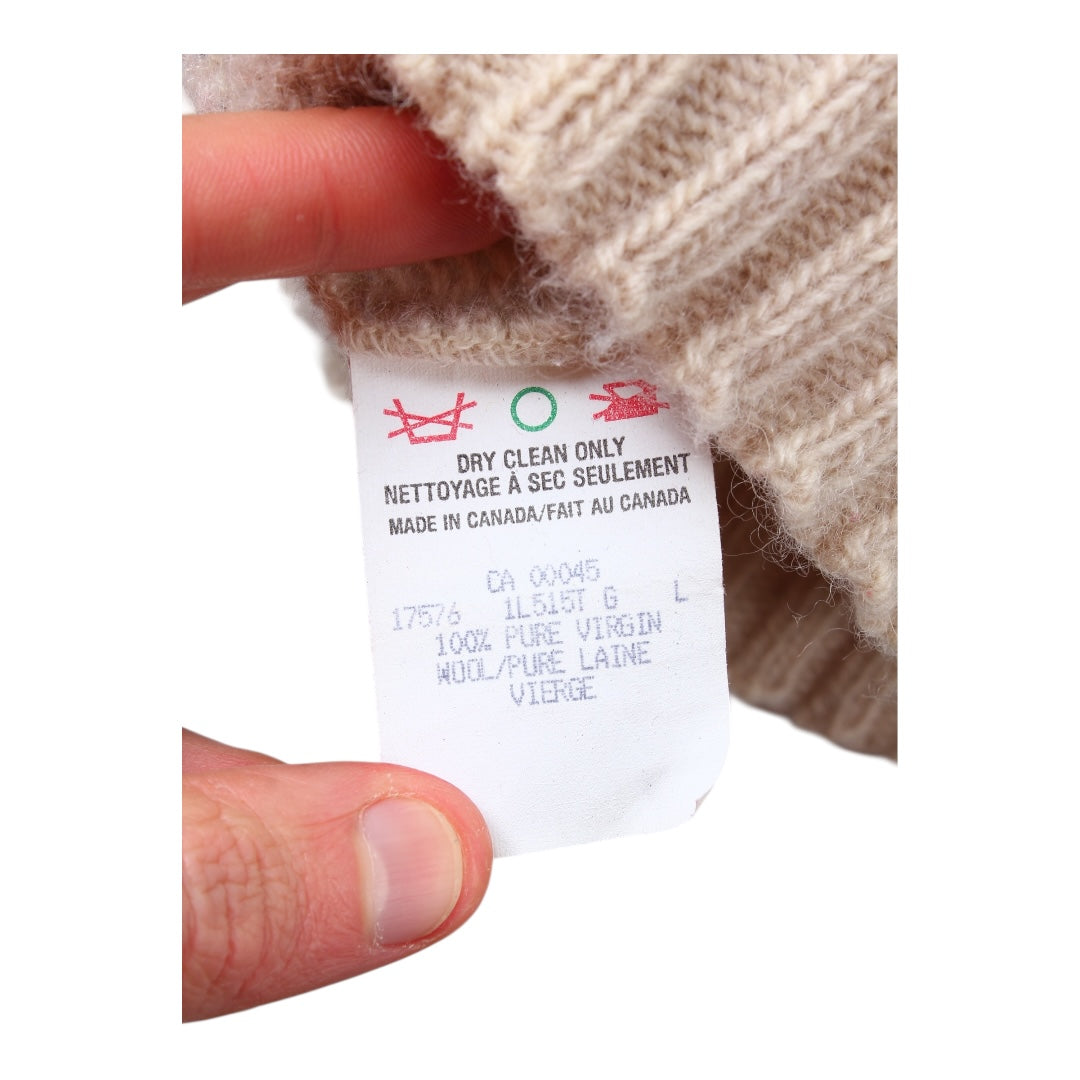 DRY CLEAN ONLY
NETTOYAGE À SEC SEULEMENT
MADE IN CANADA/FAIT AU CANADA
CA 00045
17576 1L515T G L
100% PURE VIRGIN
WOOL/PURE LAINE
VIERGE